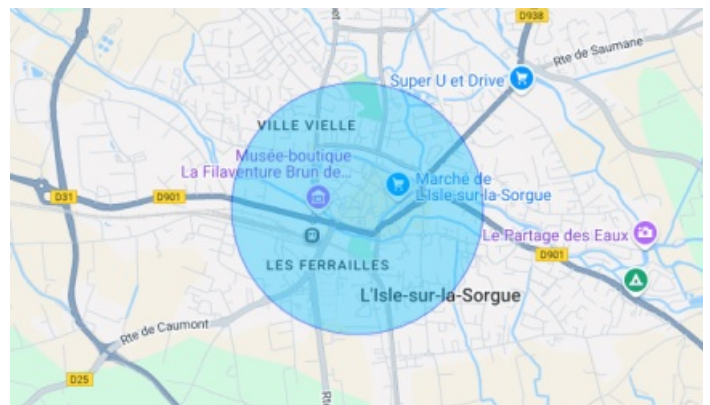 D938
Rte de Saumane
Super U et Drive
VILLE VIELLE
Musée-boutique
La Filaventure Brun de...
Marché de
L'Isle-sur-la-Sorgue
D31
D901
Le Partage des Eaux
D901
LES FERRAILLES
L'Isle-sur-la-Sorgue
Rte de Caumont
D25